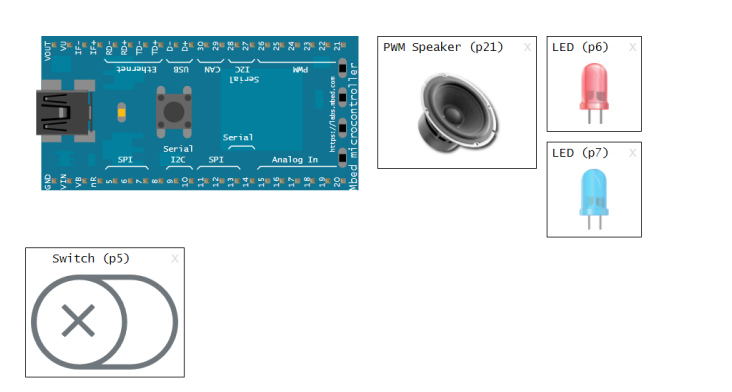 VOUT VU IF- IF+ RD- RD+ TD- TD+ D- D+ 30 29 28 27 26 25 24 23 22 21
Ethernet USB CAN I2C PWM
Serial
https://labs.mbed.com
Mbed microcontroller
Serial
Serial
SPI I2C SPI Analog In
GND VIN VB nR 5 6 7 8 9 10 11 12 13 14 15 16 17 18 19 20
PWM Speaker (p21) X
LED (p6) X
LED (p7) X
Switch (p5) X